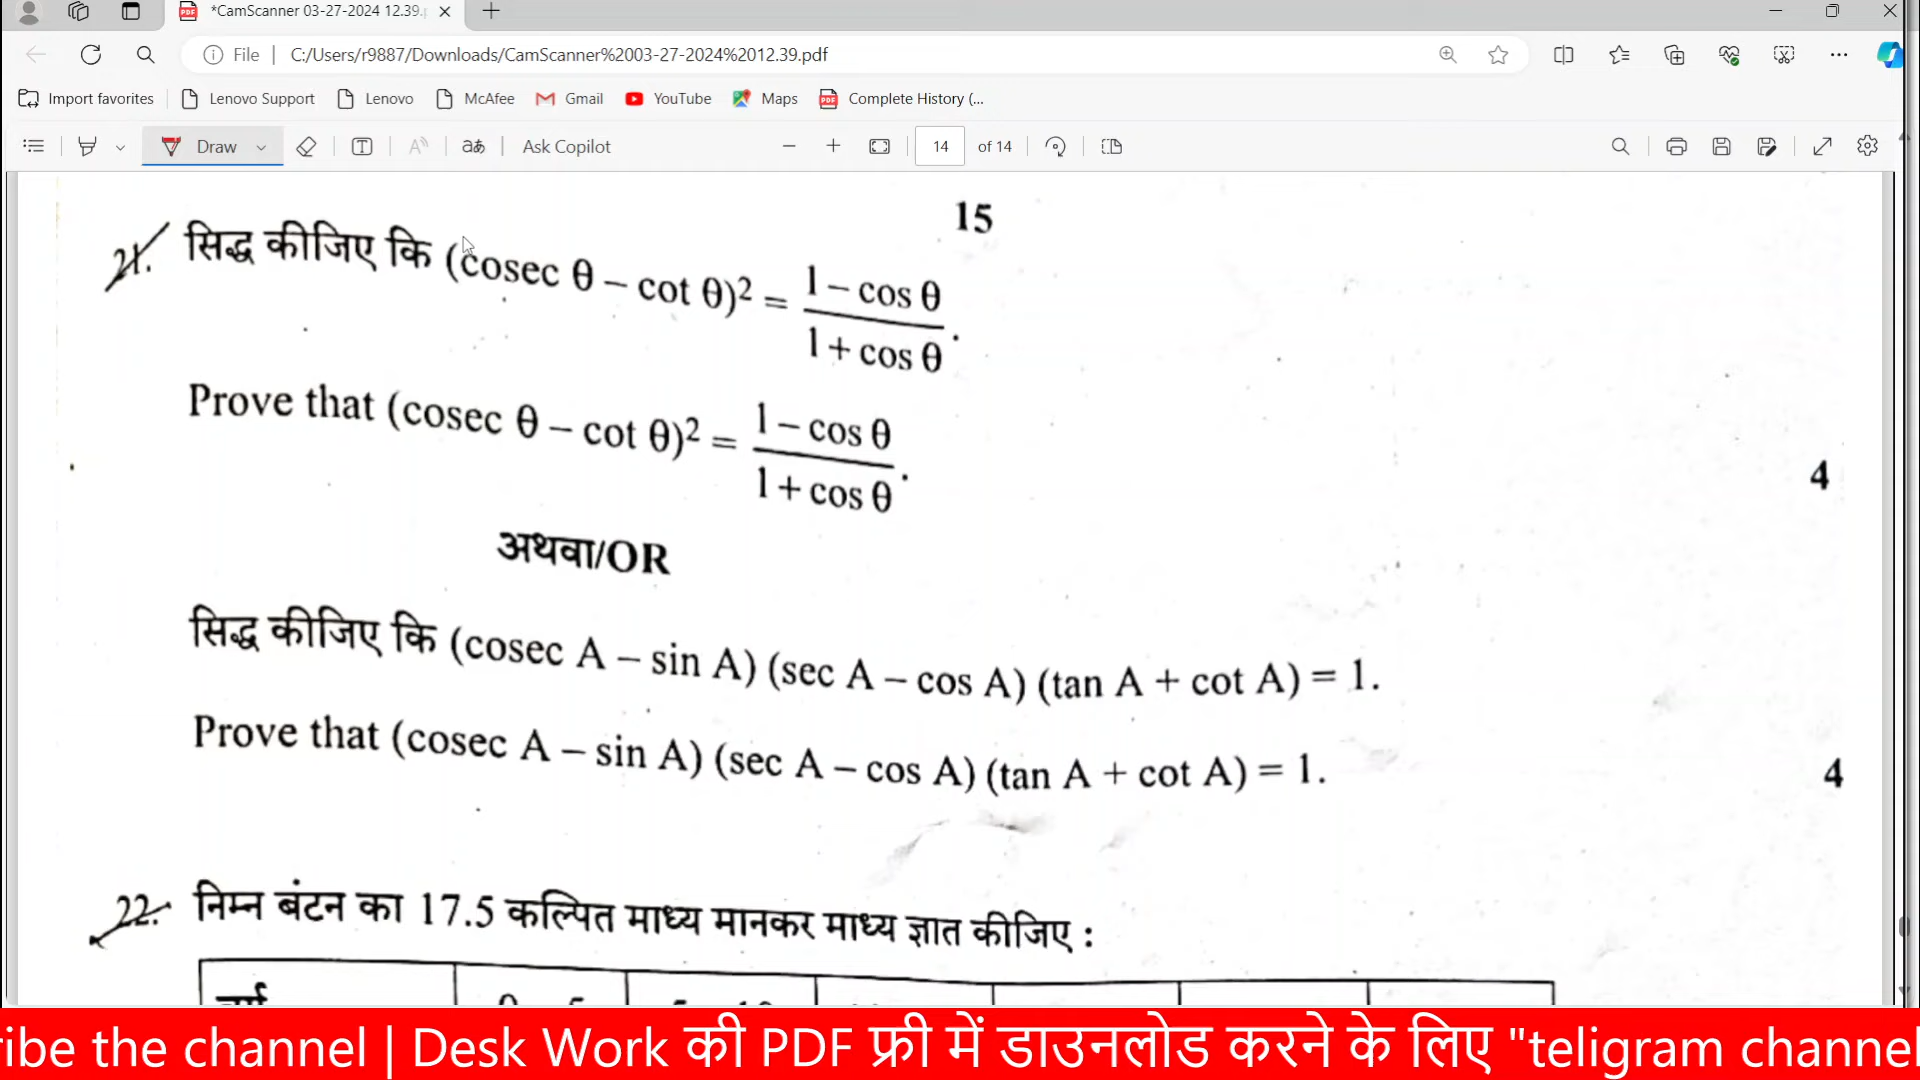 *CamScanner 03-27-2024 12.39.
File | C:/Users/r9887/Downloads/CamScanner%2003-27-2024%2012.39.pdf
Import favorites Lenovo Support Lenovo McAfee Gmail YouTube Maps Complete History (...
Draw Ask Copilot 14 of 14
15
21. सिद्ध कीजिए कि (cosec θ – cot θ)² = (1 – cos θ)/(1 + cos θ).
Prove that (cosec θ – cot θ)² = (1 – cos θ)/(1 + cos θ).
4
अथवा/OR
सिद्ध कीजिए कि (cosec A – sin A) (sec A – cos A) (tan A + cot A) = 1.
Prove that (cosec A – sin A) (sec A – cos A) (tan A + cot A) = 1.
4
22. निम्न बंटन का 17.5 कल्पित माध्य मानकर माध्य ज्ञात कीजिए :
ribe the channel | Desk Work की PDF फ्री में डाउनलोड करने के लिए "teligram channel